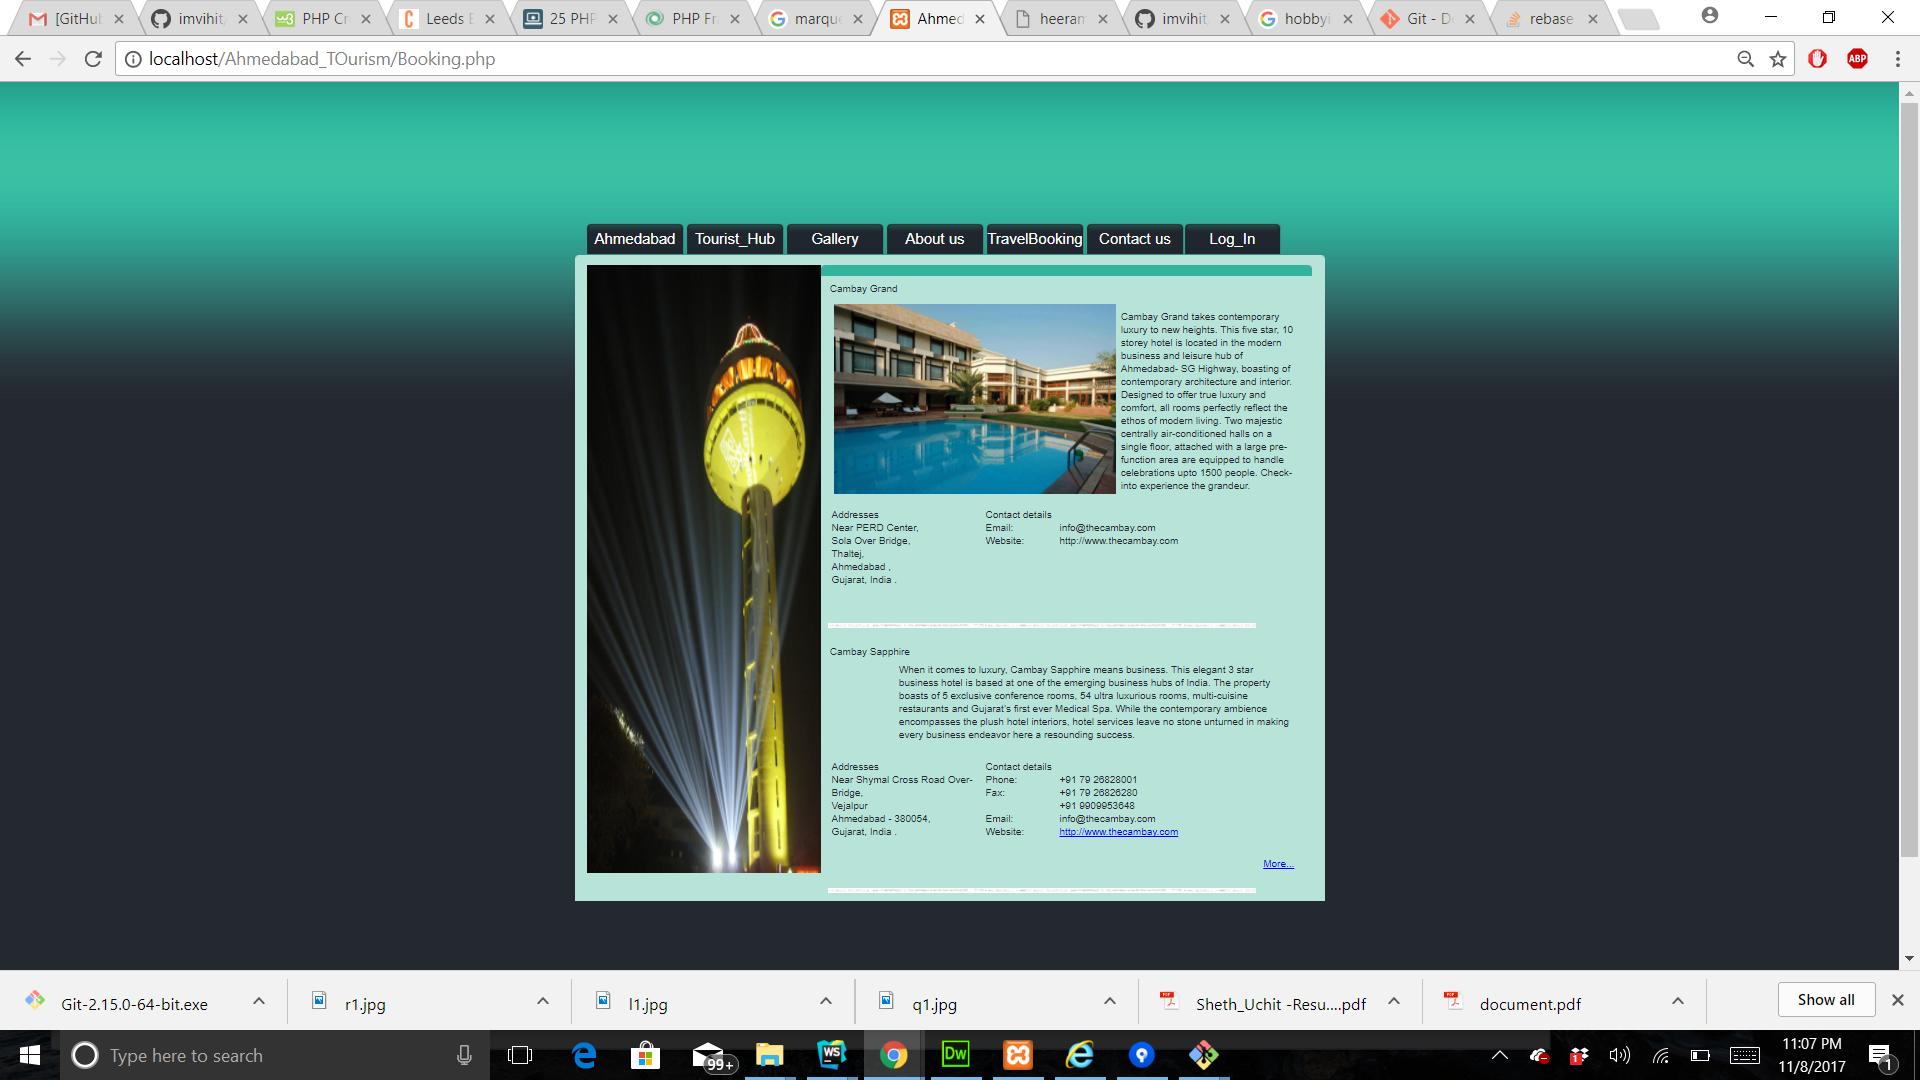 [GitHu
imvihit
PHP Cr
Leeds
25 PHP
PHP Fr
marque
Ahmed
heeram
imvihit
hobbyi
Git - D
rebase
localhost/Ahmedabad_TOurism/Booking.php
ABP
Ahmedabad
Tourist_Hub
Gallery
About us
TravelBooking
Contact us
Log_In
Cambay Grand
Cambay Grand takes contemporary
luxury to new heights. This five star, 10
storey hotel is located in the modern
business and leisure hub of
Ahmedabad- SG Highway, boasting of
contemporary architecture and interior.
Designed to offer true luxury and
comfort, all rooms perfectly reflect the
ethos of modern living. Two majestic
centrally air-conditioned halls on a
single floor, attached with a large pre-
function area are equipped to handle
celebrations upto 1500 people. Check-
into experience the grandeur.
Addresses
Near PERD Center,
Sola Over Bridge,
Thaltej,
Ahmedabad ,
Gujarat, India .
Contact details
Email: info@thecambay.com
Website: http://www.thecambay.com
Cambay Sapphire
When it comes to luxury, Cambay Sapphire means business. This elegant 3 star
business hotel is based at one of the emerging business hubs of India. The property
boasts of 5 exclusive conference rooms, 54 ultra luxurious rooms, multi-cuisine
restaurants and Gujarat's first ever Medical Spa. While the contemporary ambience
encompasses the plush hotel interiors, hotel services leave no stone unturned in making
every business endeavor here a resounding success.
Addresses
Near Shymal Cross Road Over-
Bridge,
Vejalpur
Ahmedabad - 380054,
Gujarat, India .
Contact details
Phone: +91 79 26828001
Fax: +91 79 26826280
+91 9909953648
Email: info@thecambay.com
Website: http://www.thecambay.com
More...
Git-2.15.0-64-bit.exe
r1.jpg
l1.jpg
q1.jpg
Sheth_Uchit -Resu....pdf
document.pdf
Show all
Type here to search
99+
WS
Dw
1
11:07 PM
11/8/2017
1